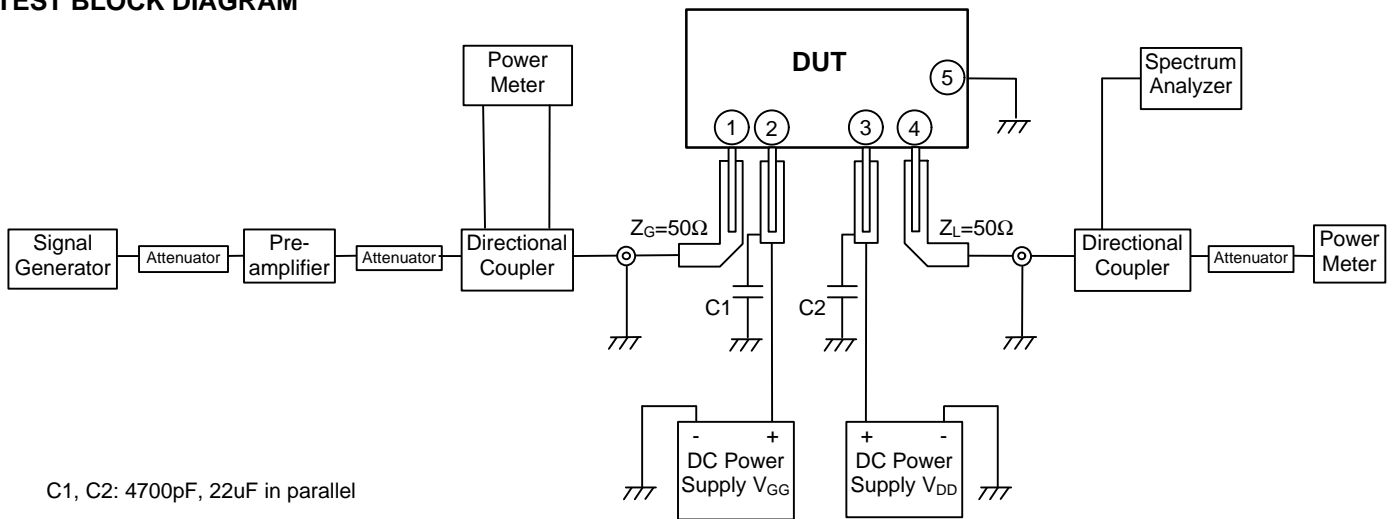 TEST BLOCK DIAGRAM
Power
Meter
DUT
5
Spectrum
Analyzer
1
2
3
4
Signal
Generator
Attenuator
Pre-
amplifier
Attenuator
Directional
Coupler
ZG=50Ω
ZL=50Ω
Directional
Coupler
Attenuator
Power
Meter
C1
C2
- +
DC Power
Supply VGG
+ -
DC Power
Supply VDD
C1, C2: 4700pF, 22uF in parallel